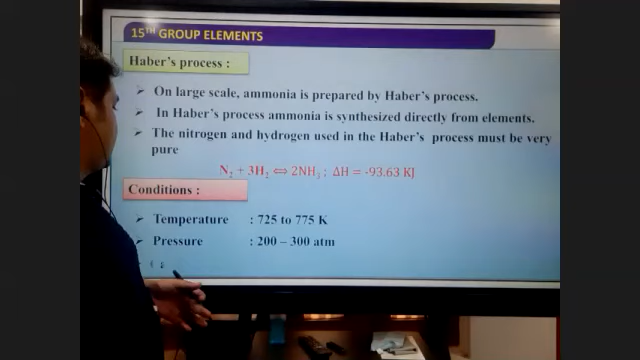 15TH GROUP ELEMENTS
Haber's process :
➢ On large scale, ammonia is prepared by Haber's process.
➢ In Haber's process ammonia is synthesized directly from elements.
➢ The nitrogen and hydrogen used in the Haber's process must be very
pure
N₂ + 3H₂ ⇔ 2NH₃ ; ΔH = -93.63 KJ
Conditions :
➢ Temperature : 725 to 775 K
➢ Pressure : 200 – 300 atm